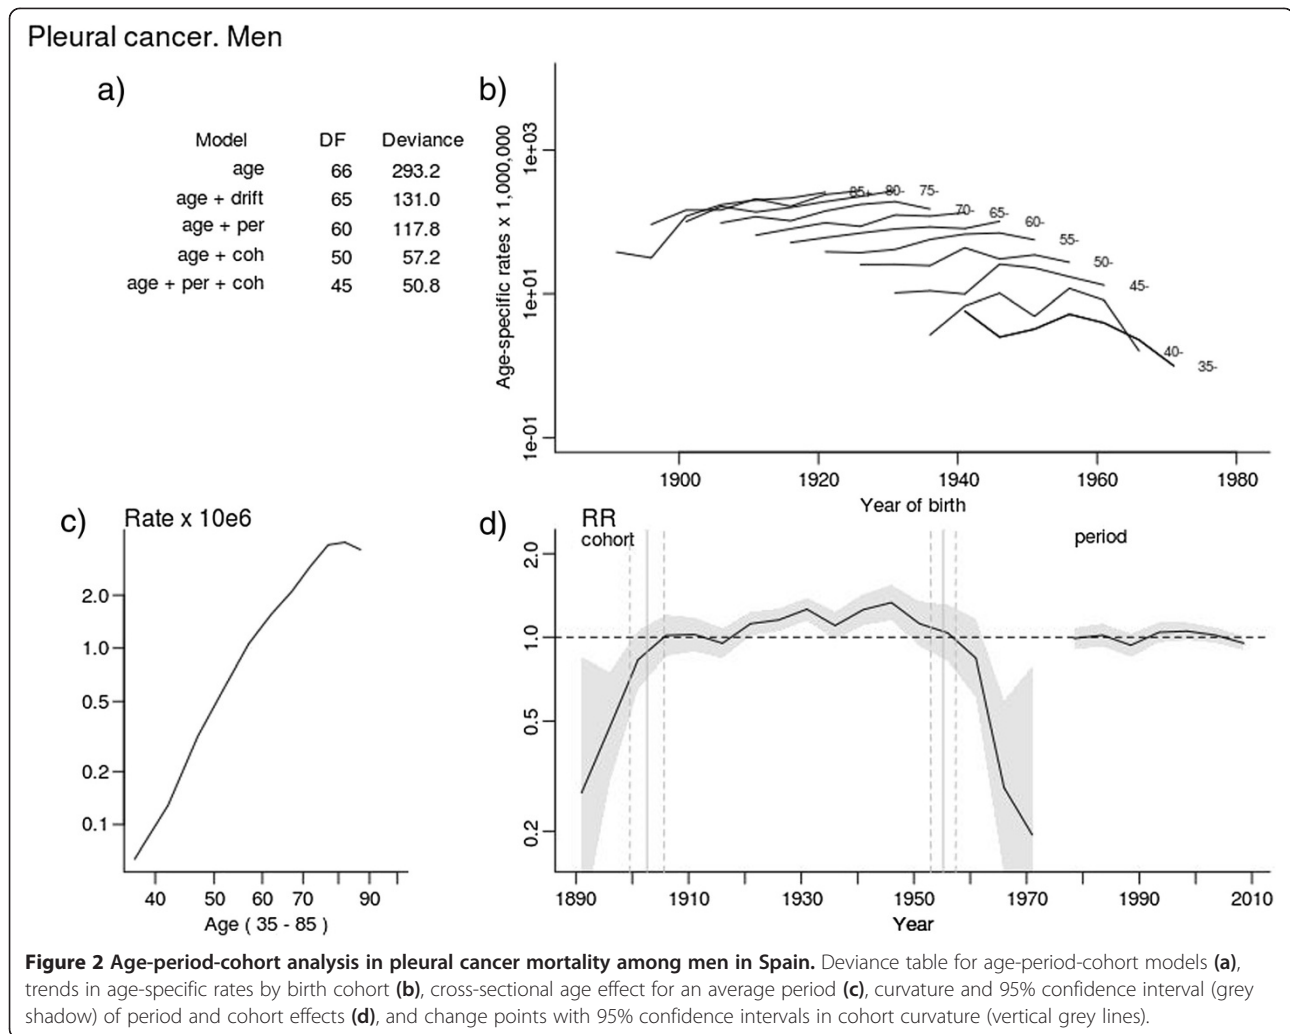 Pleural cancer. Men
a)
Model DF Deviance
age 66 293.2
age + drift 65 131.0
age + per 60 117.8
age + coh 50 57.2
age + per + coh 45 50.8
b)
Age-specific rates x 1,000,000
1e+03
1e+01
1e-01
85+ 80- 75-
70- 65-
60-
55-
50-
45-
40-
35-
1900 1920 1940 1960 1980
Year of birth
c) Rate x 10e6
2.0
1.0
0.5
0.2
0.1
40 50 60 70 90
Age ( 35 - 85 )
d) RR
cohort period
2.0
1.0
0.5
0.2
1890 1910 1930 1950 1970 1990 2010
Year
Figure 2 Age-period-cohort analysis in pleural cancer mortality among men in Spain. Deviance table for age-period-cohort models (a),
trends in age-specific rates by birth cohort (b), cross-sectional age effect for an average period (c), curvature and 95% confidence interval (grey
shadow) of period and cohort effects (d), and change points with 95% confidence intervals in cohort curvature (vertical grey lines).